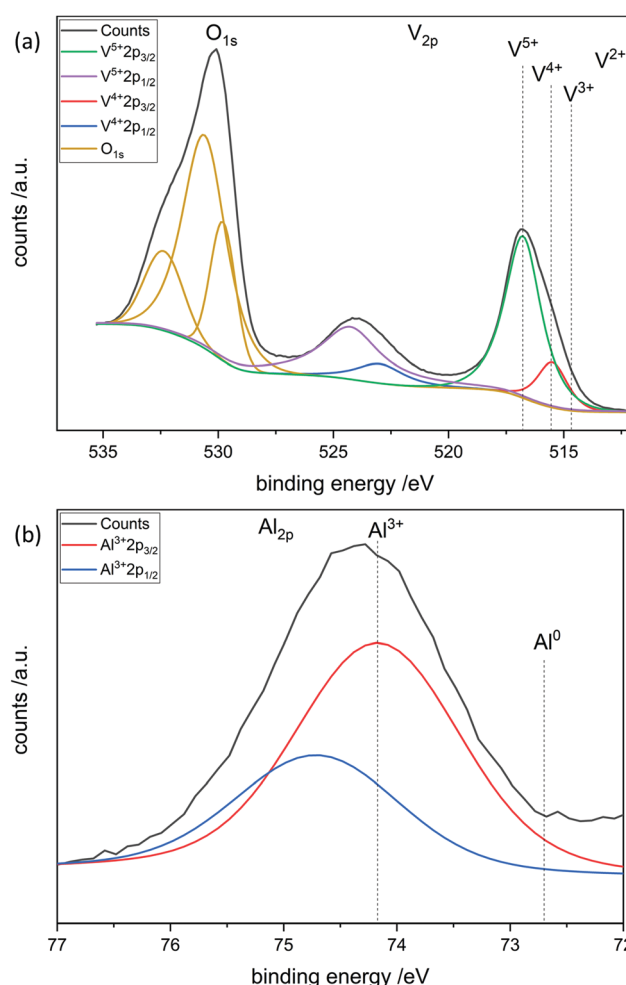 (a)
O1s
V2p
V5+
V4+
V3+
V2+
Counts
V5+2p3/2
V5+2p1/2
V4+2p3/2
V4+2p1/2
O1s
counts /a.u.
535 530 525 520 515
binding energy /eV
(b)
Al2p
Al3+
Al0
Counts
Al3+2p3/2
Al3+2p1/2
counts /a.u.
77 76 75 74 73 72
binding energy /eV